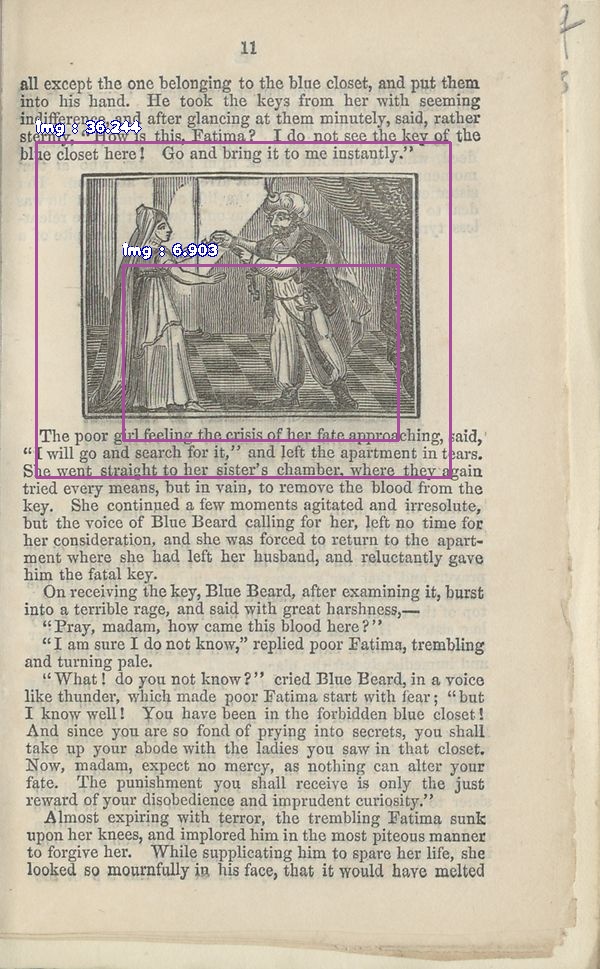 11
all except the one belonging to the blue closet, and put them
into his hand. He took the keys from her with seeming
indifference, and after glancing at them minutely, said, rather
sternly, "How is this, Fatima? I do not see the key of the
blue closet here! Go and bring it to me instantly."
img : 36.244
img : 6.903
The poor girl feeling the crisis of her fate approaching, said,
"I will go and search for it," and left the apartment in tears.
She went straight to her sister's chamber, where they again
tried every means, but in vain, to remove the blood from the
key. She continued a few moments agitated and irresolute,
but the voice of Blue Beard calling for her, left no time for
her consideration, and she was forced to return to the apart-
ment where she had left her husband, and reluctantly gave
him the fatal key.
On receiving the key, Blue Beard, after examining it, burst
into a terrible rage, and said with great harshness,—
"Pray, madam, how came this blood here?"
"I am sure I do not know," replied poor Fatima, trembling
and turning pale.
"What! do you not know?" cried Blue Beard, in a voice
like thunder, which made poor Fatima start with fear; "but
I know well! You have been in the forbidden blue closet!
And since you are so fond of prying into secrets, you shall
take up your abode with the ladies you saw in that closet.
Now, madam, expect no mercy, as nothing can alter your
fate. The punishment you shall receive is only the just
reward of your disobedience and imprudent curiosity."
Almost expiring with terror, the trembling Fatima sunk
upon her knees, and implored him in the most piteous manner
to forgive her. While supplicating him to spare her life, she
looked so mournfully in his face, that it would have melted